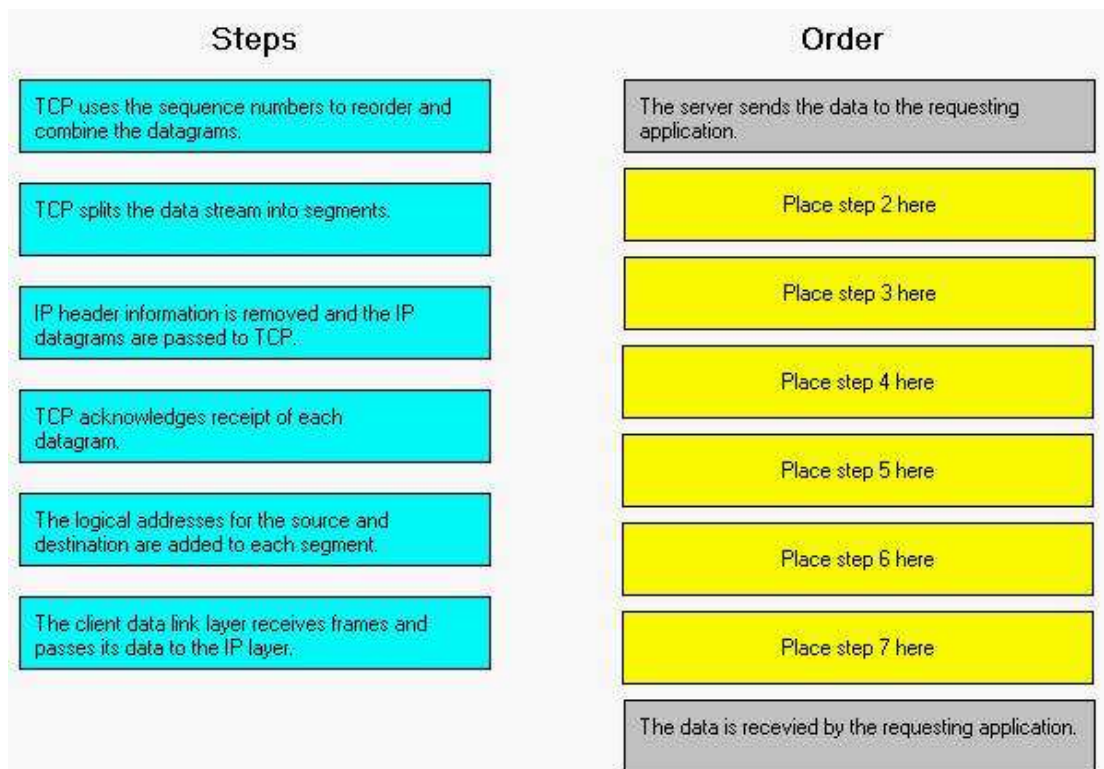 Steps
TCP uses the sequence numbers to reorder and
combine the datagrams.
TCP splits the data stream into segments.
IP header information is removed and the IP
datagrams are passed to TCP.
TCP acknowledges receipt of each
datagram.
The logical addresses for the source and
destination are added to each segment.
The client data link layer receives frames and
passes its data to the IP layer.
Order
The server sends the data to the requesting
application.
Place step 2 here
Place step 3 here
Place step 4 here
Place step 5 here
Place step 6 here
Place step 7 here
The data is recevied by the requesting application.